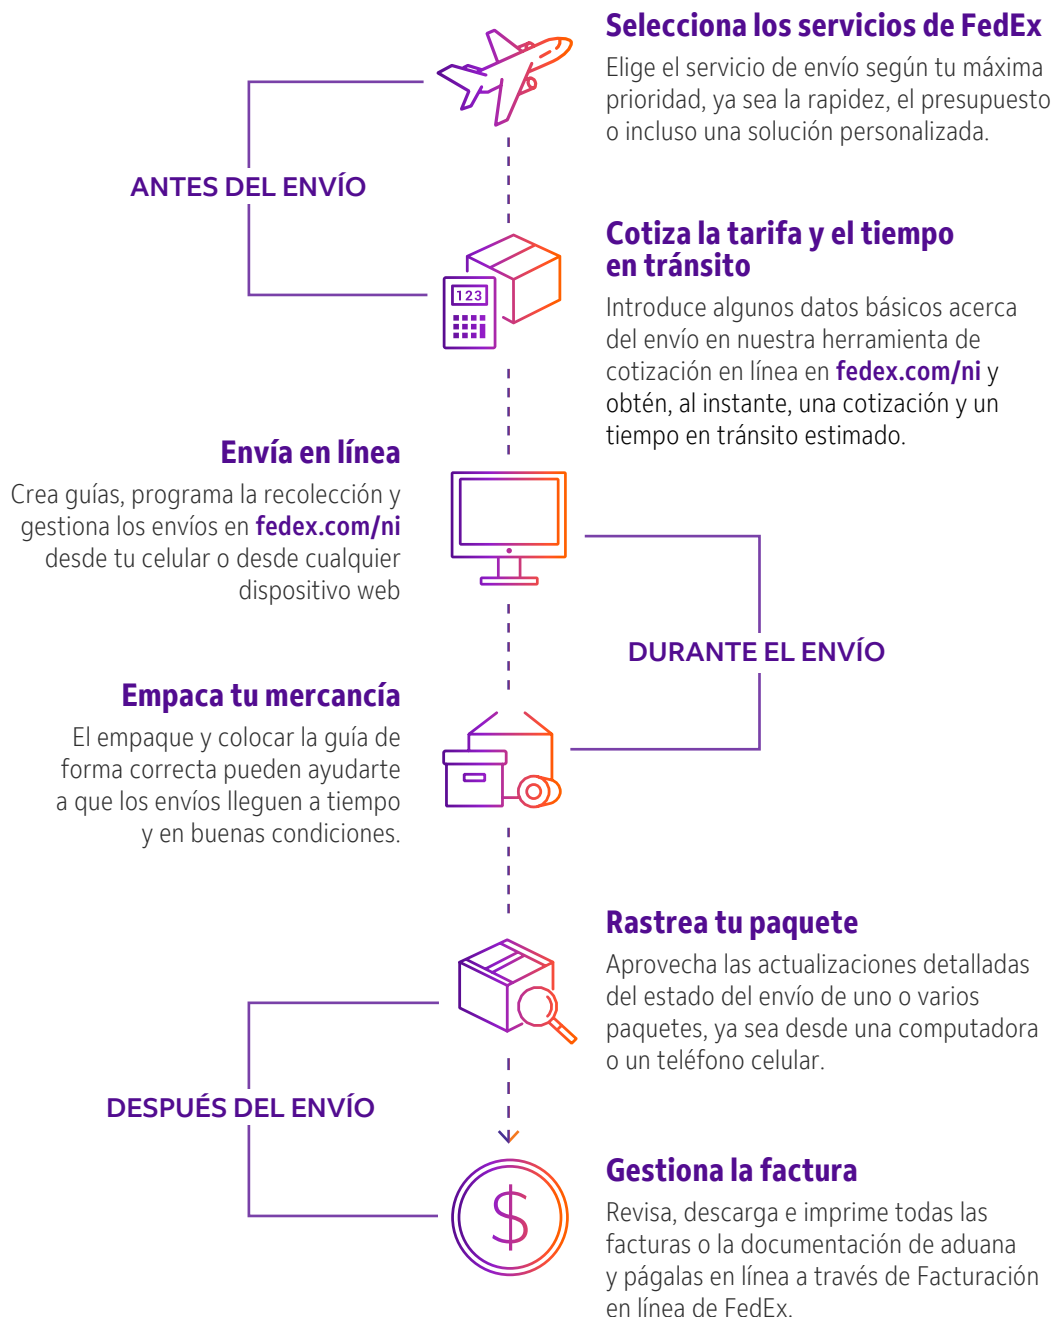 Selecciona los servicios de FedEx
Elige el servicio de envío según tu máxima
prioridad, ya sea la rapidez, el presupuesto
o incluso una solución personalizada.
ANTES DEL ENVÍO
Cotiza la tarifa y el tiempo
en tránsito
123
Introduce algunos datos básicos acerca
del envío en nuestra herramienta de
cotización en línea en fedex.com/ni y
obtén, al instante, una cotización y un
tiempo en tránsito estimado.
Envía en línea
Crea guías, programa la recolección y
gestiona los envíos en fedex.com/ni
desde tu celular o desde cualquier
dispositivo web
DURANTE EL ENVÍO
Empaca tu mercancía
El empaque y colocar la guía de
forma correcta pueden ayudarte
a que los envíos lleguen a tiempo
y en buenas condiciones.
Rastrea tu paquete
Aprovecha las actualizaciones detalladas
del estado del envío de uno o varios
paquetes, ya sea desde una computadora
o un teléfono celular.
DESPUÉS DEL ENVÍO
Gestiona la factura
$
Revisa, descarga e imprime todas las
facturas o la documentación de aduana
y págalas en línea a través de Facturación
en línea de FedEx.